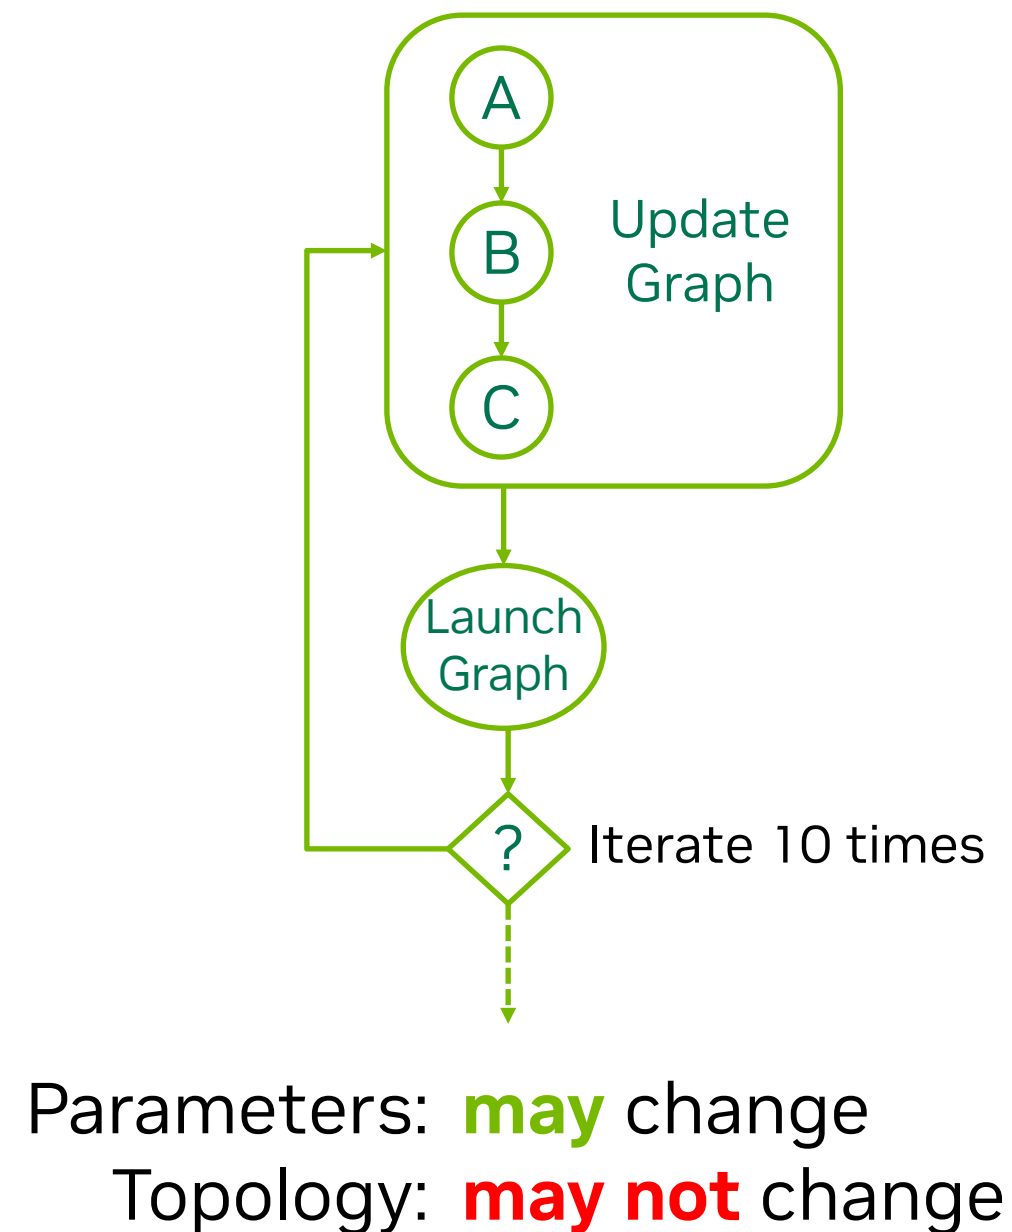 A
B
C
Update
Graph
Launch
Graph
?
Iterate 10 times
Parameters: may change
Topology: may not change